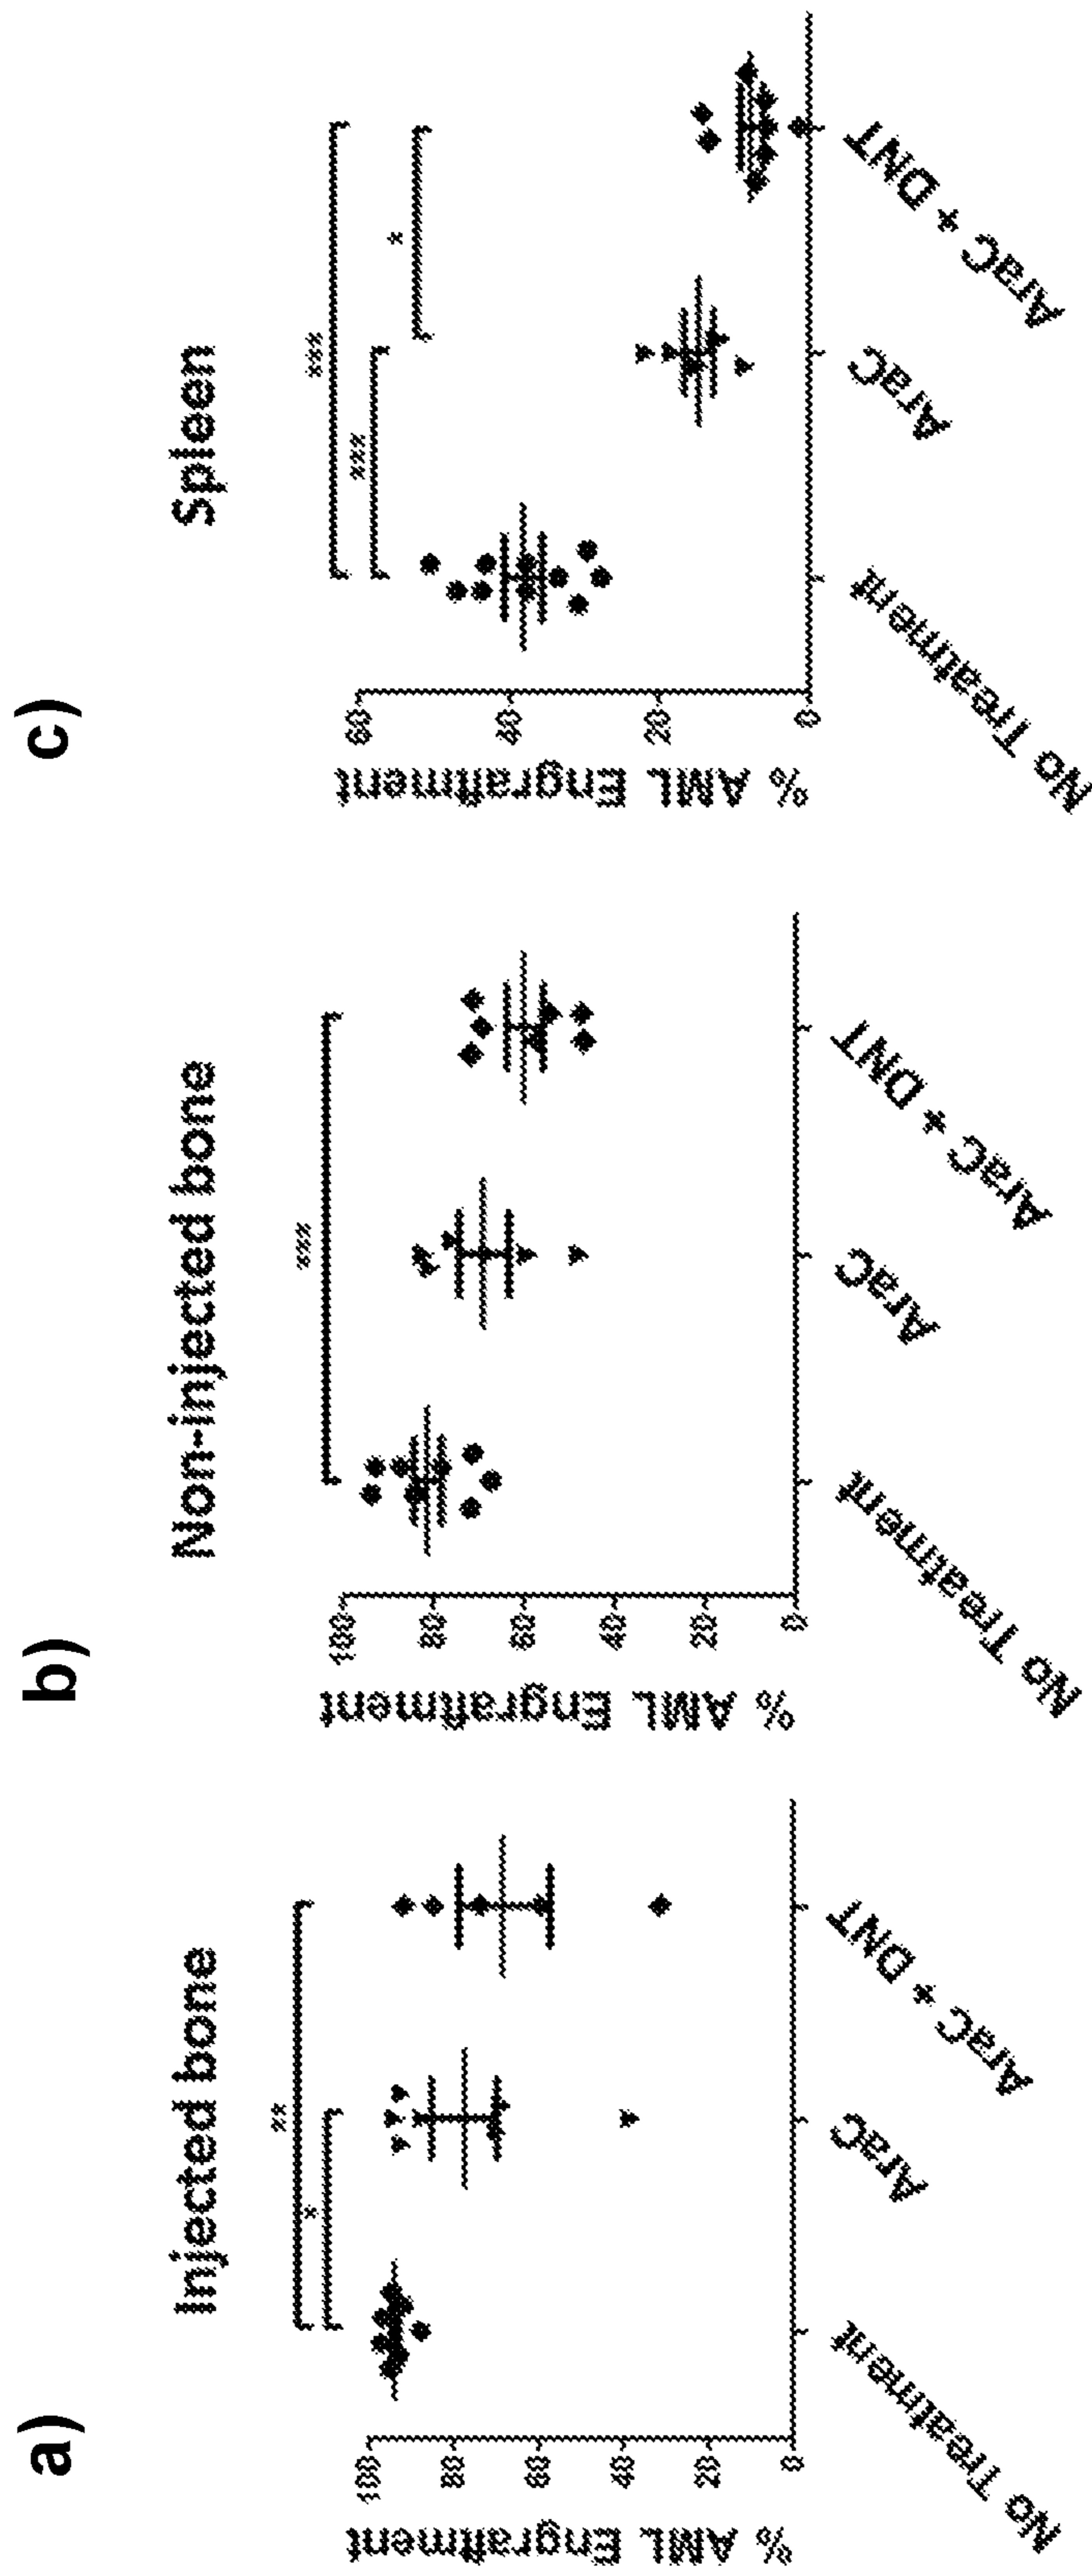 a)
Injected bone
**
*
% AML Engraftment
100
80
60
40
20
0
No Treatment
AraC
AraC + DNT
b)
Non-injected bone
***
% AML Engraftment
100
80
60
40
20
0
No Treatment
AraC
AraC + DNT
c)
Spleen
***
***
*
% AML Engraftment
60
40
20
0
No Treatment
AraC
AraC + DNT